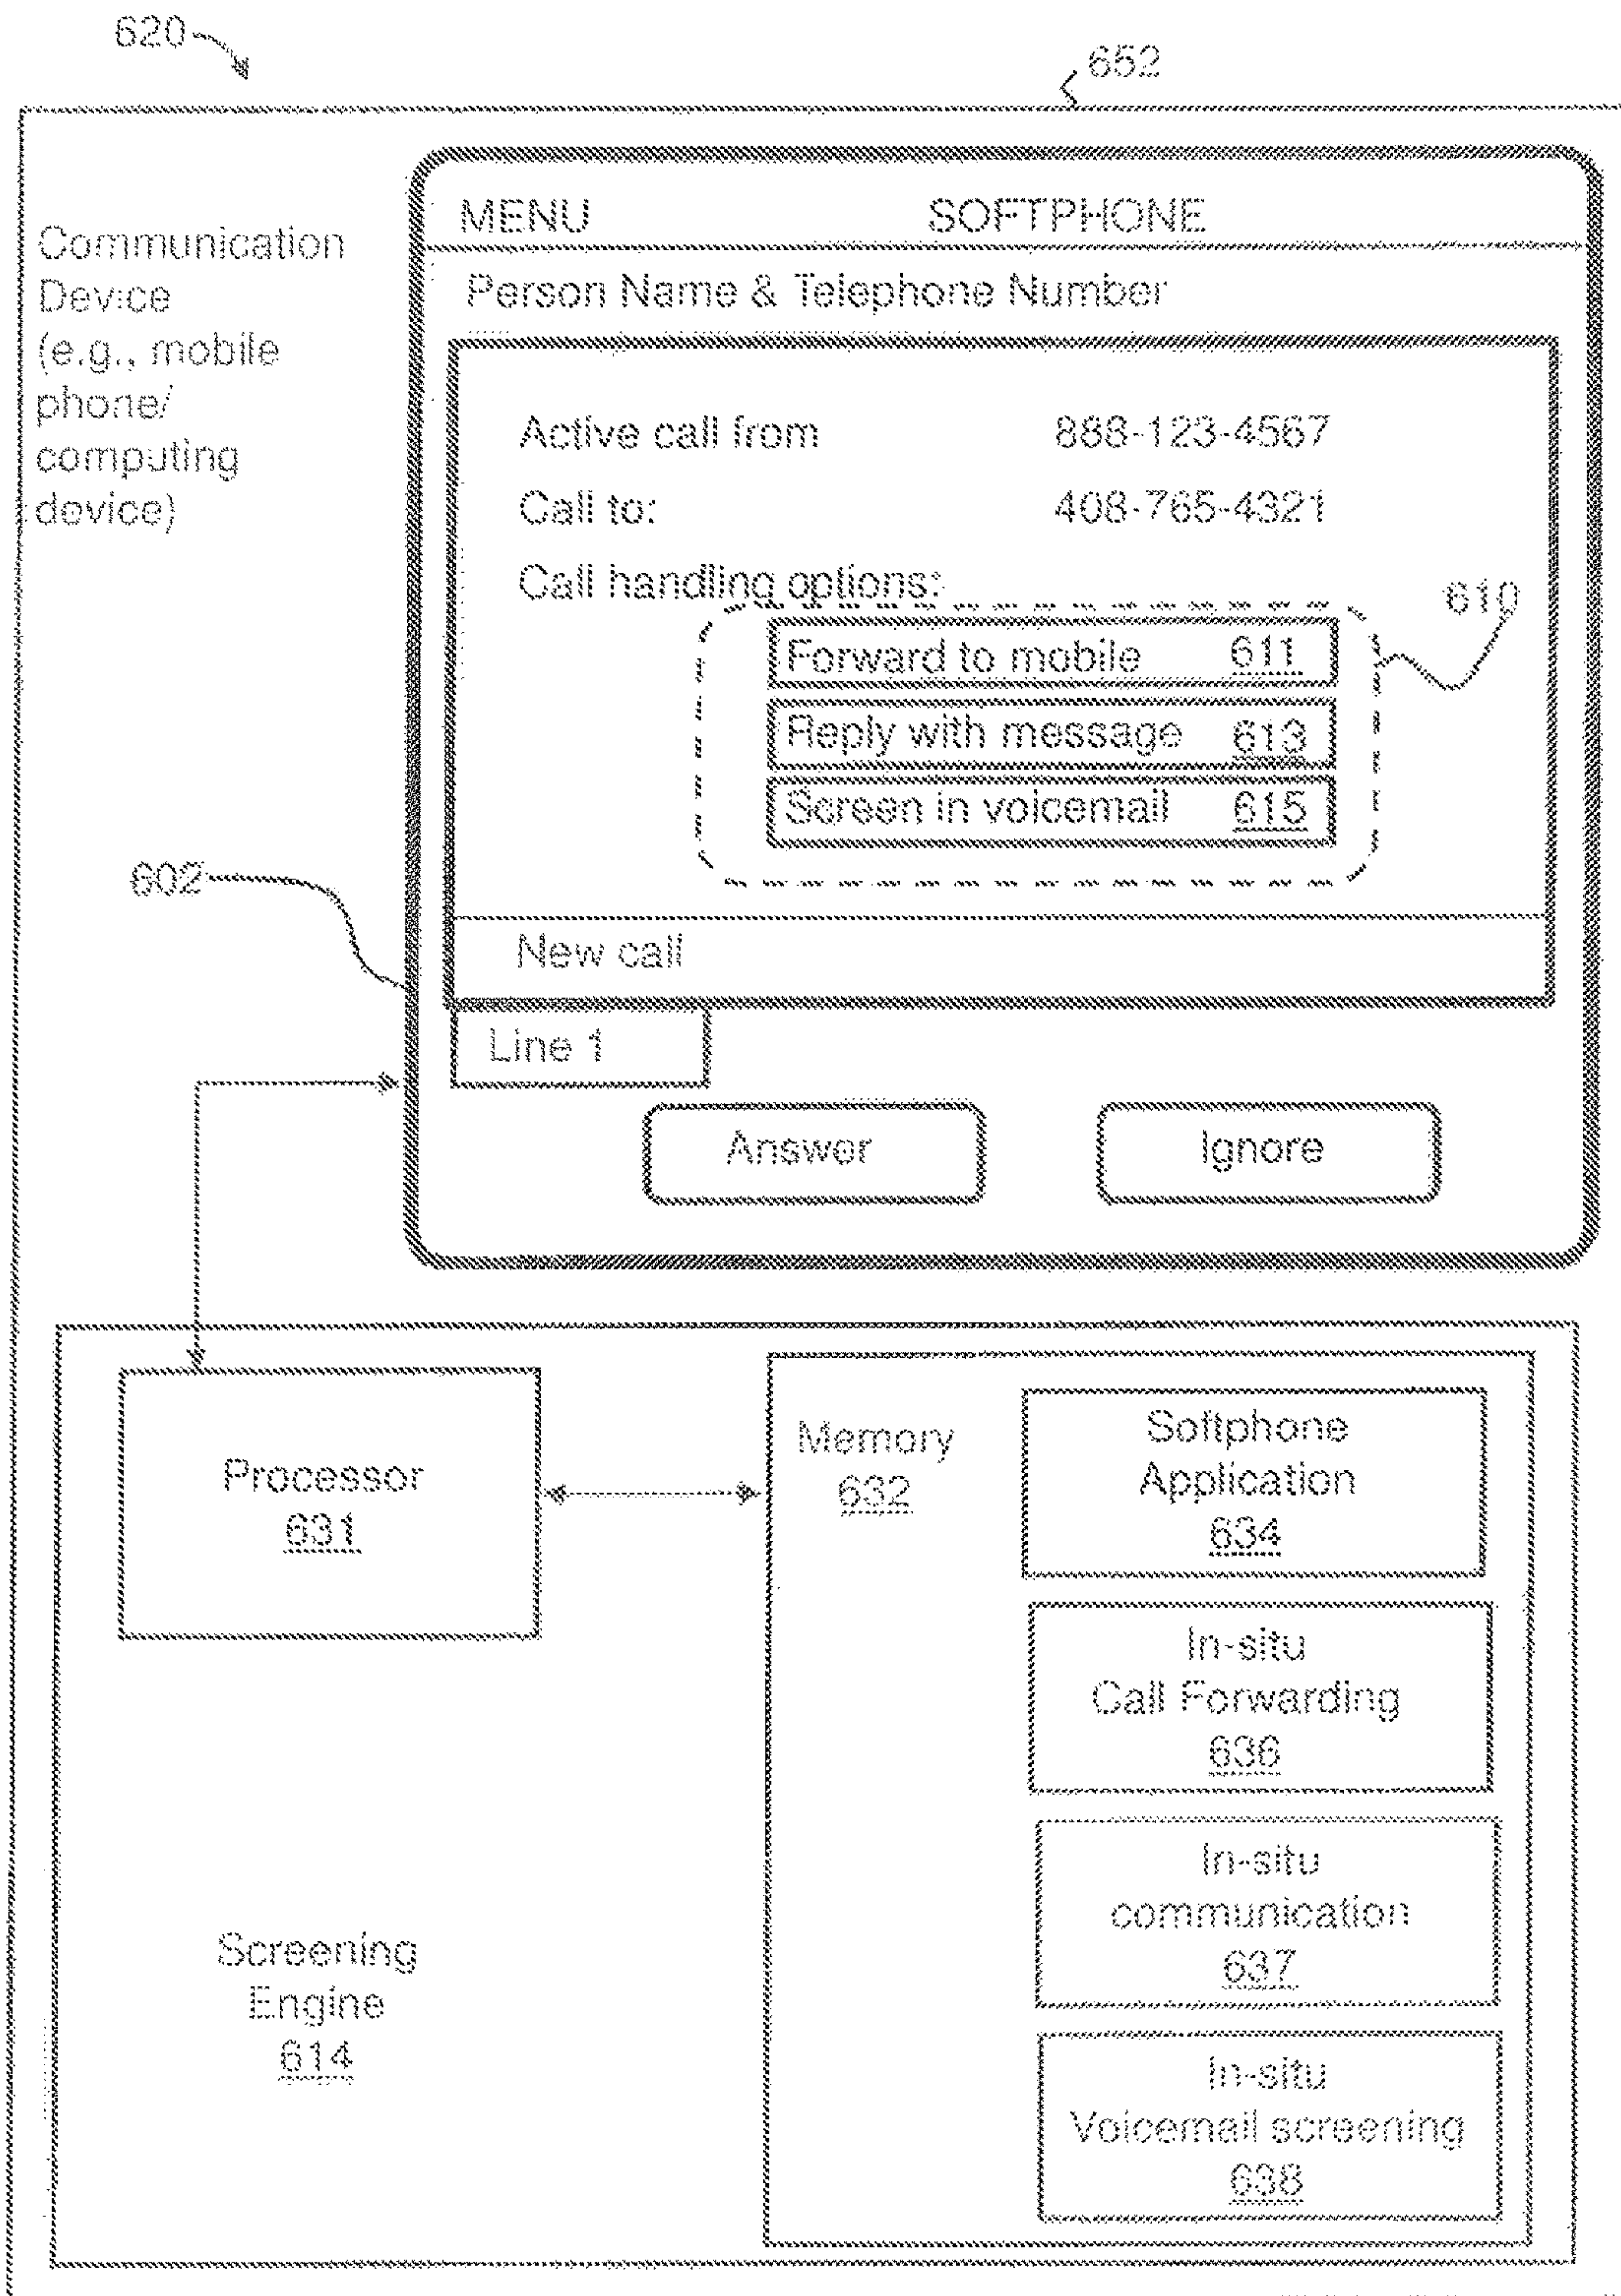 620
652
Communication
Device
(e.g., mobile
phone/
computing
device)
MENU SOFTPHONE
Person Name & Telephone Number
Active call from 888-123-4567
Call to: 408-765-4321
Call handling options:
610
Forward to mobile 611
Reply with message 613
Screen in voicemail 615
602
New call
Line 1
Answer Ignore
Processor
631
Memory
632
Softphone
Application
634
In-situ
Call Forwarding
636
In-situ
communication
637
In-situ
Voicemail screening
638
Screening
Engine
614